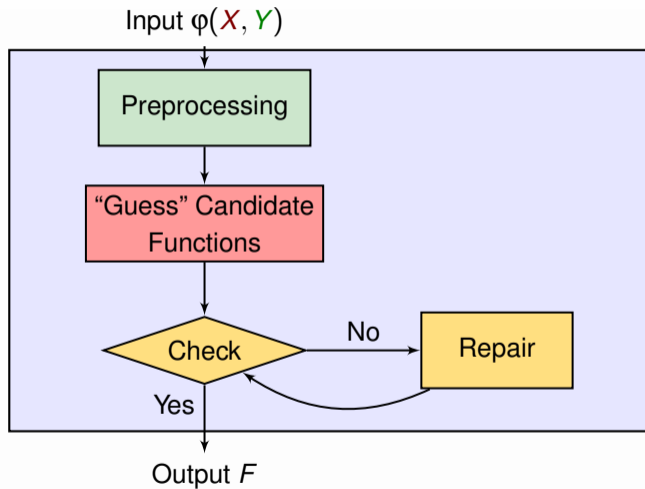 Input φ(X, Y)
Preprocessing
“Guess” Candidate
Functions
Check
No
Repair
Yes
Output F